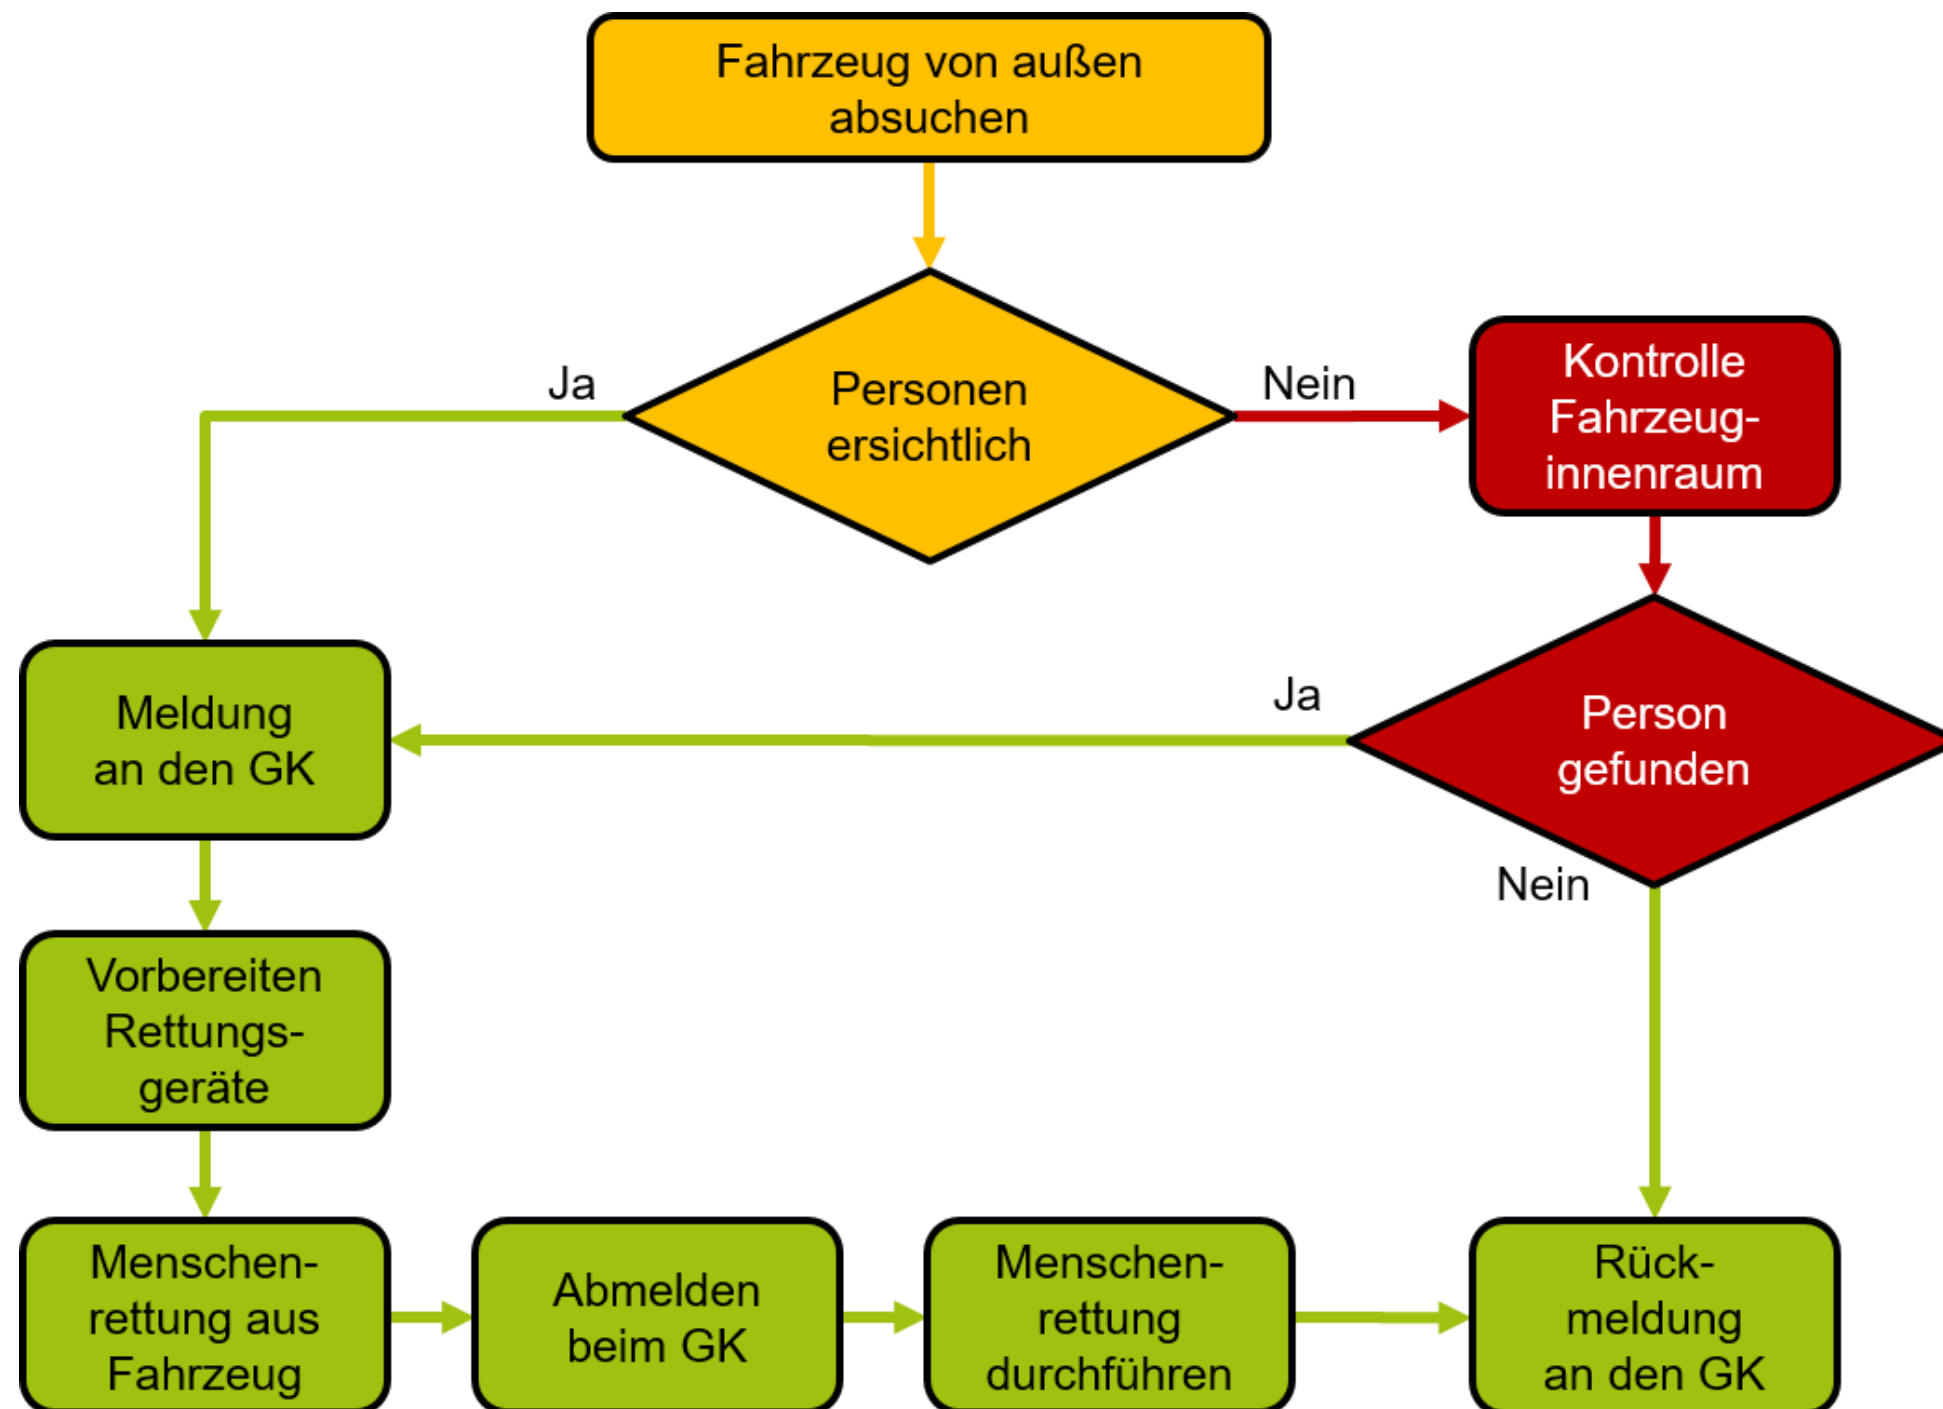 Fahrzeug von außen
absuchen
Personen
ersichtlich
Ja
Nein
Kontrolle
Fahrzeug-
innenraum
Person
gefunden
Ja
Nein
Meldung
an den GK
Vorbereiten
Rettungs-
geräte
Menschen-
rettung aus
Fahrzeug
Abmelden
beim GK
Menschen-
rettung
durchführen
Rück-
meldung
an den GK